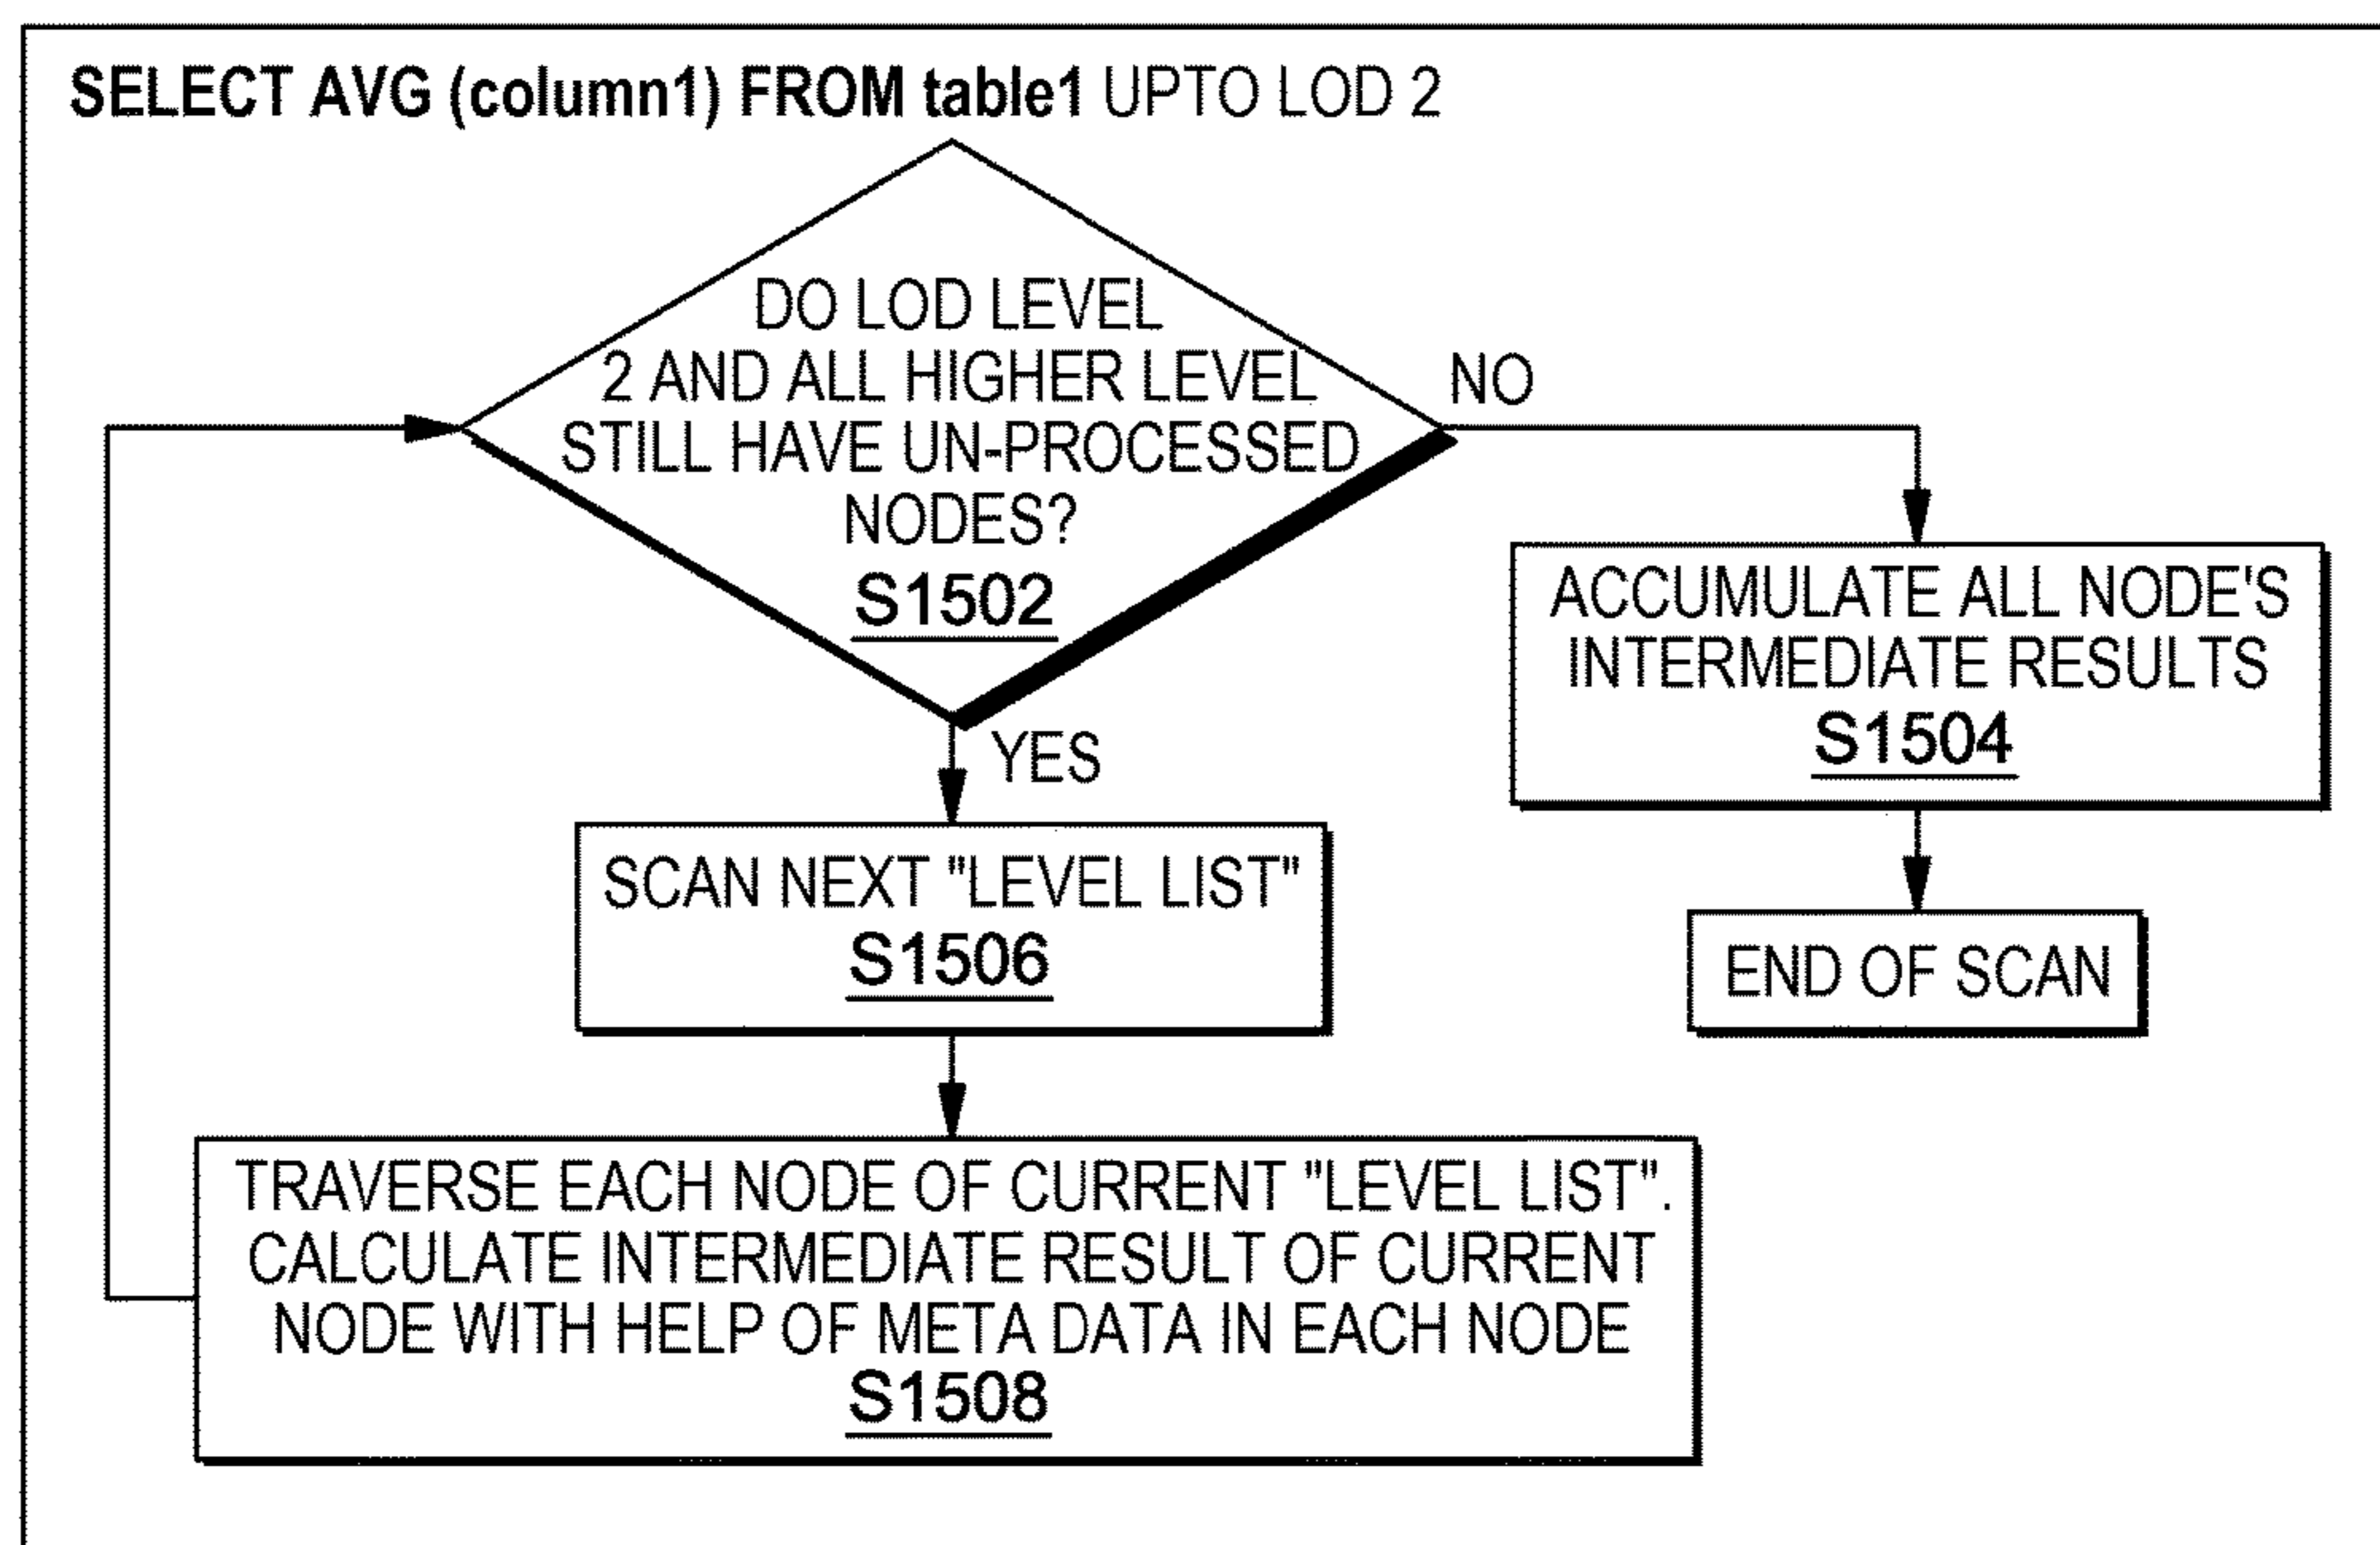 SELECT AVG (column1) FROM table1 UPTO LOD 2
DO LOD LEVEL
2 AND ALL HIGHER LEVEL
STILL HAVE UN-PROCESSED
NODES?
S1502
NO
YES
ACCUMULATE ALL NODE'S
INTERMEDIATE RESULTS
S1504
END OF SCAN
SCAN NEXT "LEVEL LIST"
S1506
TRAVERSE EACH NODE OF CURRENT "LEVEL LIST".
CALCULATE INTERMEDIATE RESULT OF CURRENT
NODE WITH HELP OF META DATA IN EACH NODE
S1508